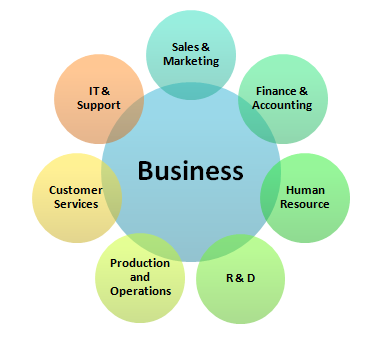 Sales &
Marketing
Finance &
Accounting
Human
Resource
R & D
Production
and
Operations
Customer
Services
IT &
Support
Business